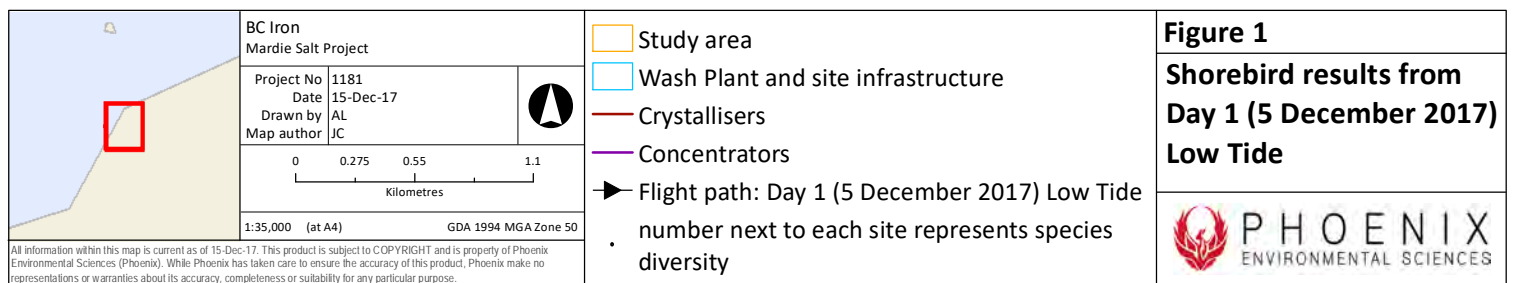 BC Iron
Mardie Salt Project
Project No 1181
Date 15-Dec-17
Drawn by AL
Map author JC
0 0.275 0.55 1.1
Kilometres
1:35,000 (at A4) GDA 1994 MGA Zone 50
All information within this map is current as of 15-Dec-17. This product is subject to COPYRIGHT and is property of Phoenix
Environmental Sciences (Phoenix). While Phoenix has taken care to ensure the accuracy of this product, Phoenix make no
representations or warranties about its accuracy, completeness or suitability for any particular purpose.
Study area
Wash Plant and site infrastructure
Crystallisers
Concentrators
Flight path: Day 1 (5 December 2017) Low Tide
number next to each site represents species
diversity
Figure 1
Shorebird results from
Day 1 (5 December 2017)
Low Tide
PHOENIX
ENVIRONMENTAL SCIENCES